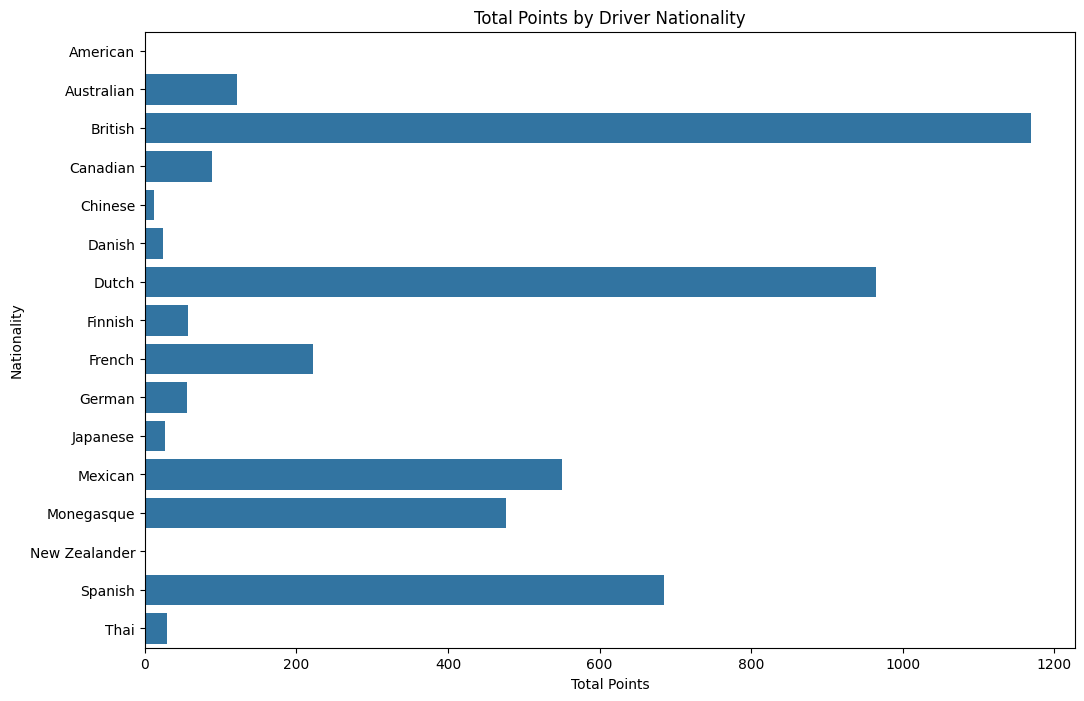 Total Points by Driver Nationality
Nationality
American
Australian
British
Canadian
Chinese
Danish
Dutch
Finnish
French
German
Japanese
Mexican
Monegasque
New Zealander
Spanish
Thai
0 200 400 600 800 1000 1200
Total Points